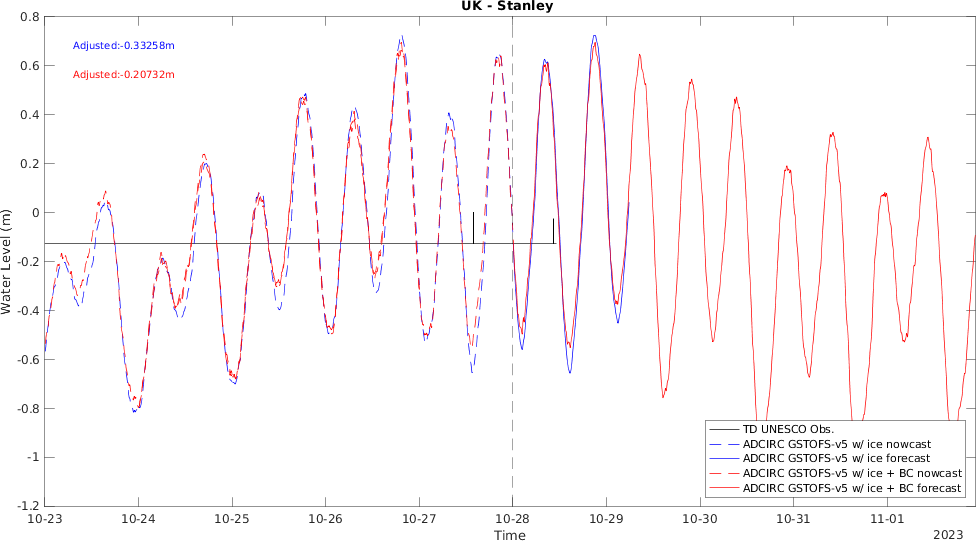 UK - Stanley
Adjusted:-0.33258m
Adjusted:-0.20732m
0.8
0.6
0.4
0.2
0
-0.2
-0.4
-0.6
-0.8
-1
-1.2
Water Level (m)
TD UNESCO Obs.
ADCIRC GSTOFS-v5 w/ ice nowcast
ADCIRC GSTOFS-v5 w/ ice forecast
ADCIRC GSTOFS-v5 w/ ice + BC nowcast
ADCIRC GSTOFS-v5 w/ ice + BC forecast
10-23 10-24 10-25 10-26 10-27 10-28 10-29 10-30 10-31 11-01
Time
2023